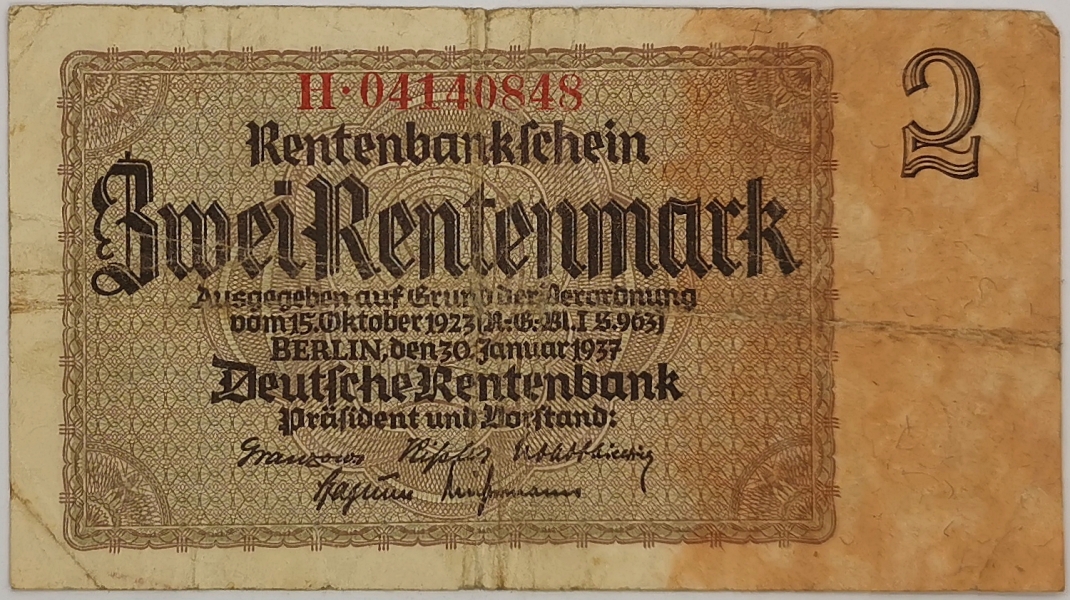 H·04140848
2
Rentenbankschein
Zwei Rentenmark
Ausgegeben auf Grund der Verordnung
vom 15. Oktober 1923 (R.-G.-Bl. I S. 963)
BERLIN, den 30. Januar 1937
Deutsche Rentenbank
Präsident und Vorstand: